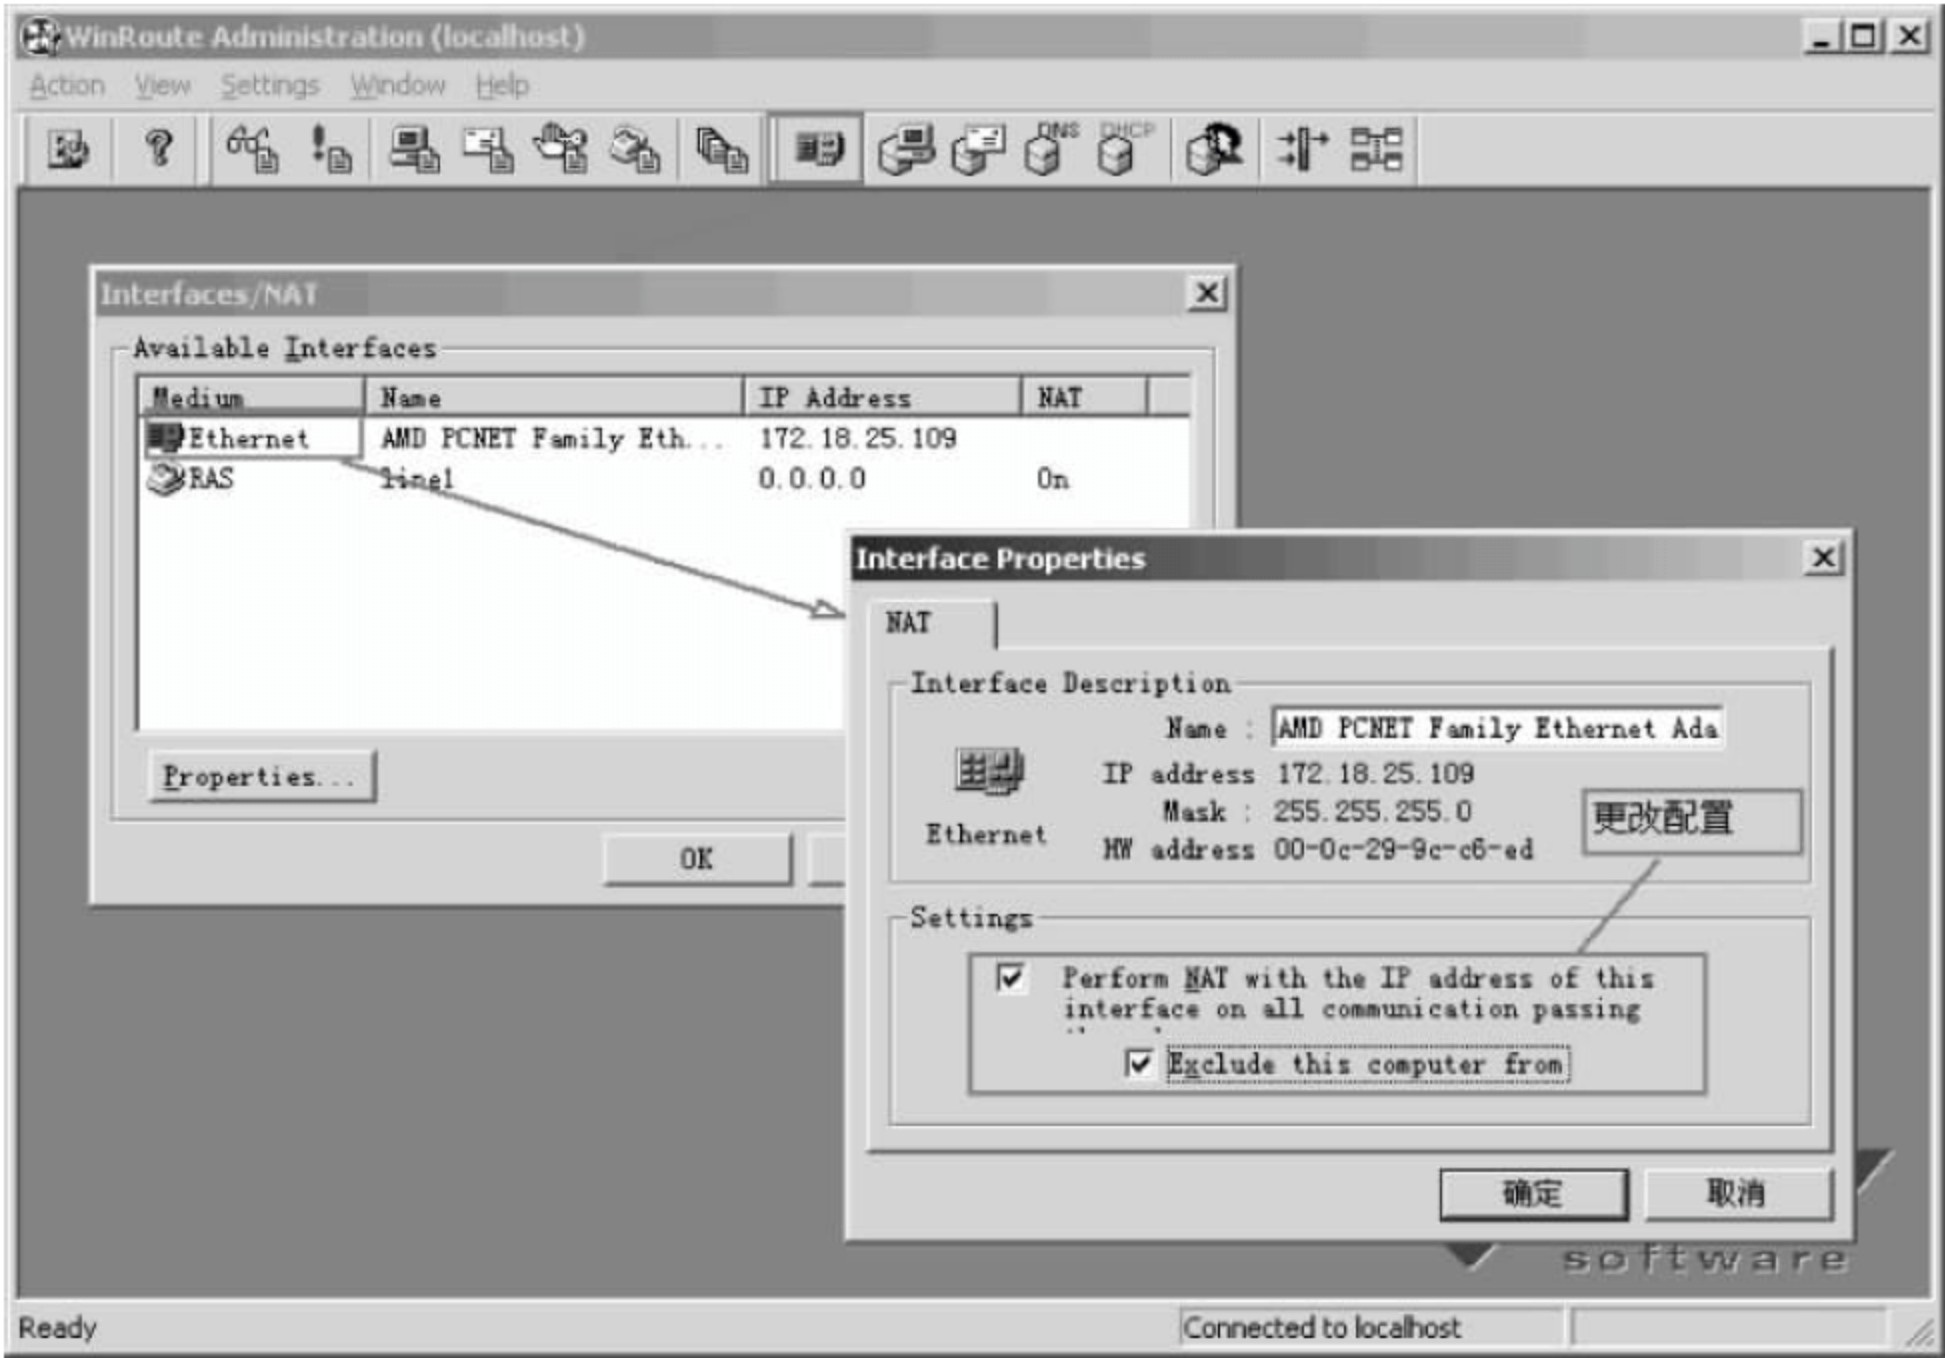 WinRoute Administration (localhost)
Action View Settings Window Help
DNS DHCP
Interfaces/NAT
Available Interfaces
Medium Name IP Address NAT
Ethernet AMD PCNET Family Eth... 172.18.25.109
RAS line1 0.0.0.0 On
Properties...
OK
Interface Properties
NAT
Interface Description
Name : AMD PCNET Family Ethernet Ada
IP address 172.18.25.109
Mask : 255.255.255.0
HW address 00-0c-29-9c-c6-ed
Ethernet
更改配置
Settings
Perform NAT with the IP address of this
interface on all communication passing
Exclude this computer from
确定 取消
software
Ready Connected to localhost